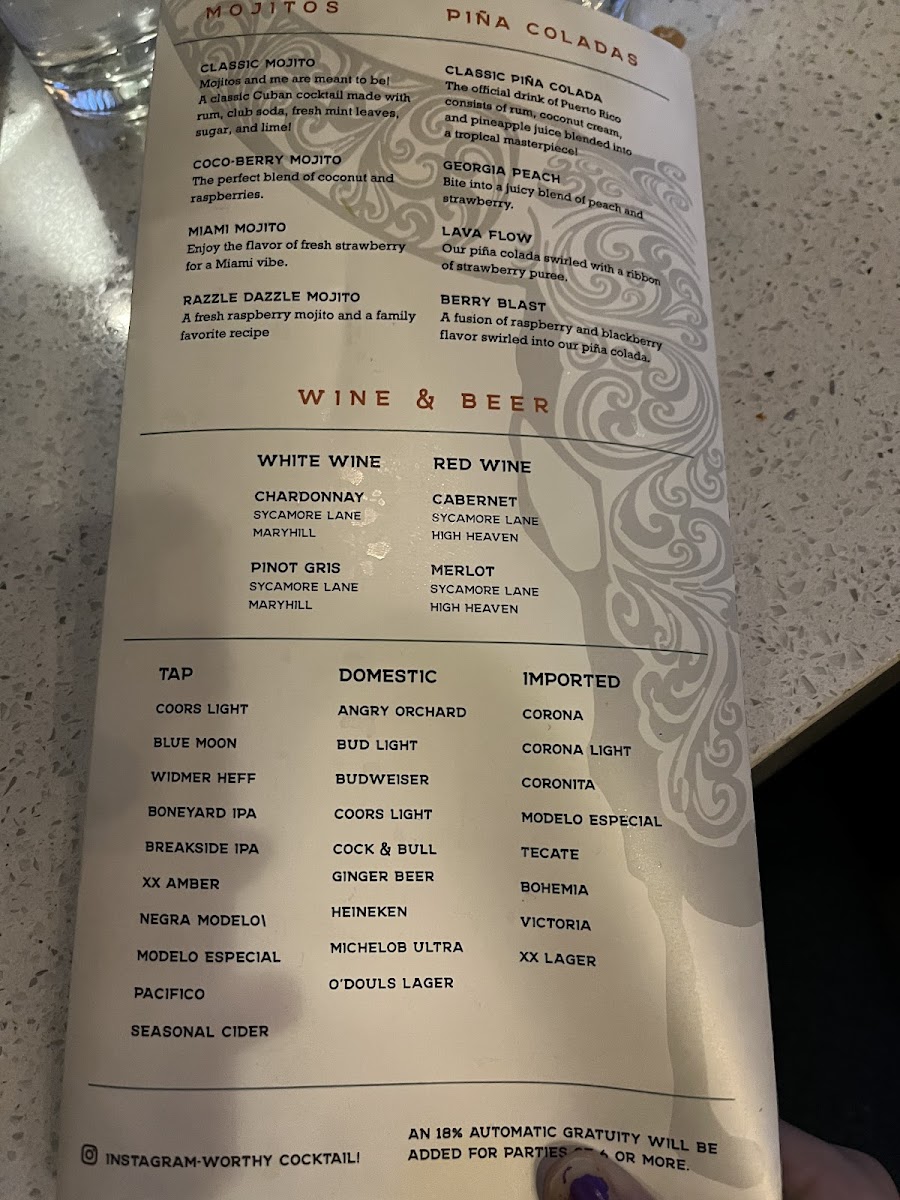 MOJITOS
CLASSIC MOJITO
Mojitos and me are meant to be!
A classic Cuban cocktail made with
rum, club soda, fresh mint leaves,
sugar, and lime!
COCO-BERRY MOJITO
The perfect blend of coconut and
raspberries.
MIAMI MOJITO
Enjoy the flavor of fresh strawberry
for a Miami vibe.
RAZZLE DAZZLE MOJITO
A fresh raspberry mojito and a family
favorite recipe
PIÑA COLADAS
CLASSIC PIÑA COLADA
The official drink of Puerto Rico
consists of rum, coconut cream,
and pineapple juice blended into
a tropical masterpiece!
GEORGIA PEACH
Bite into a juicy blend of peach and
strawberry.
LAVA FLOW
Our piña colada swirled with a ribbon
of strawberry puree.
BERRY BLAST
A fusion of raspberry and blackberry
flavor swirled into our piña colada.
WINE & BEER
WHITE WINE
CHARDONNAY
SYCAMORE LANE
MARYHILL
PINOT GRIS
SYCAMORE LANE
MARYHILL
RED WINE
CABERNET
SYCAMORE LANE
HIGH HEAVEN
MERLOT
SYCAMORE LANE
HIGH HEAVEN
TAP
COORS LIGHT
BLUE MOON
WIDMER HEFF
BONEYARD IPA
BREAKSIDE IPA
XX AMBER
NEGRA MODELO\
MODELO ESPECIAL
PACIFICO
SEASONAL CIDER
DOMESTIC
ANGRY ORCHARD
BUD LIGHT
BUDWEISER
COORS LIGHT
COCK & BULL
GINGER BEER
HEINEKEN
MICHELOB ULTRA
O'DOULS LAGER
IMPORTED
CORONA
CORONA LIGHT
CORONITA
MODELO ESPECIAL
TECATE
BOHEMIA
VICTORIA
XX LAGER
INSTAGRAM-WORTHY COCKTAIL!
AN 18% AUTOMATIC GRATUITY WILL BE
ADDED FOR PARTIES OR MORE.